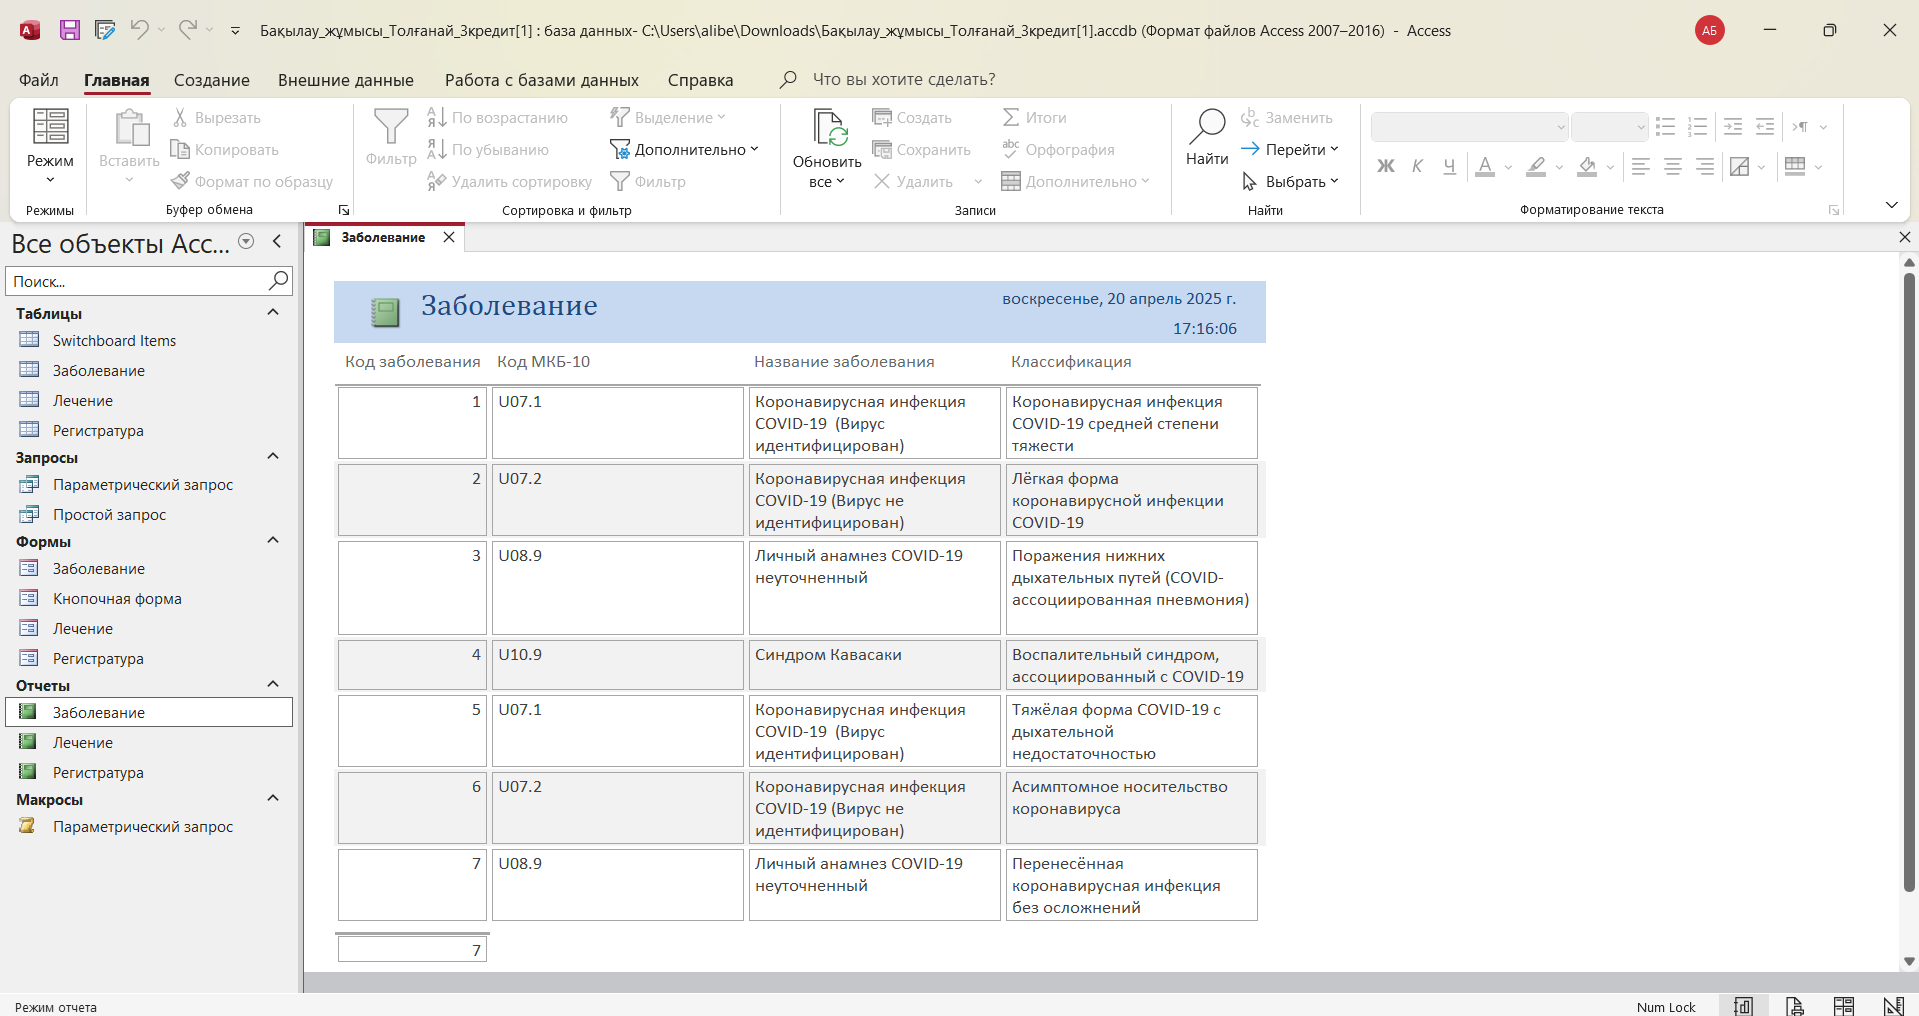 Бақылау_жұмысы_Толғанай_3кредит[1] : база данных- C:\Users\alibe\Downloads\Бақылау_жұмысы_Толғанай_3кредит[1].accdb (Формат файлов Access 2007–2016) - Access
АБ
Файл Главная Создание Внешние данные Работа с базами данных Справка Что вы хотите сделать?
Режим
Режимы
Вставить
Вырезать
Копировать
Формат по образцу
Буфер обмена
Фильтр
По возрастанию
По убыванию
Удалить сортировку
Выделение
Дополнительно
Фильтр
Сортировка и фильтр
Обновить
все
Создать
Сохранить
Удалить
Итоги
Орфография
Дополнительно
Записи
Найти
Заменить
Перейти
Выбрать
Найти
Ж К Ч А
Форматирование текста
Все объекты Acc...
Поиск...
Таблицы
Switchboard Items
Заболевание
Лечение
Регистратура
Запросы
Параметрический запрос
Простой запрос
Формы
Заболевание
Кнопочная форма
Лечение
Регистратура
Отчеты
Заболевание
Лечение
Регистратура
Макросы
Параметрический запрос
Заболевание
Заболевание
воскресенье, 20 апрель 2025 г.
17:16:06
Код заболевания Код МКБ-10 Название заболевания Классификация
1 U07.1 Коронавирусная инфекция Коронавирусная инфекция
COVID-19 (Вирус COVID-19 средней степени
идентифицирован) тяжести
2 U07.2 Коронавирусная инфекция Лёгкая форма
COVID-19 (Вирус не коронавирусной инфекции
идентифицирован) COVID-19
3 U08.9 Личный анамнез COVID-19 Поражения нижних
неуточненный дыхательных путей (COVID-
ассоциированная пневмония)
4 U10.9 Синдром Кавасаки Воспалительный синдром,
ассоциированный с COVID-19
5 U07.1 Коронавирусная инфекция Тяжёлая форма COVID-19 с
COVID-19 (Вирус дыхательной
идентифицирован) недостаточностью
6 U07.2 Коронавирусная инфекция Асимптомное носительство
COVID-19 (Вирус не коронавируса
идентифицирован)
7 U08.9 Личный анамнез COVID-19 Перенесённая
неуточненный коронавирусная инфекция
без осложнений
7
Режим отчета
Num Lock